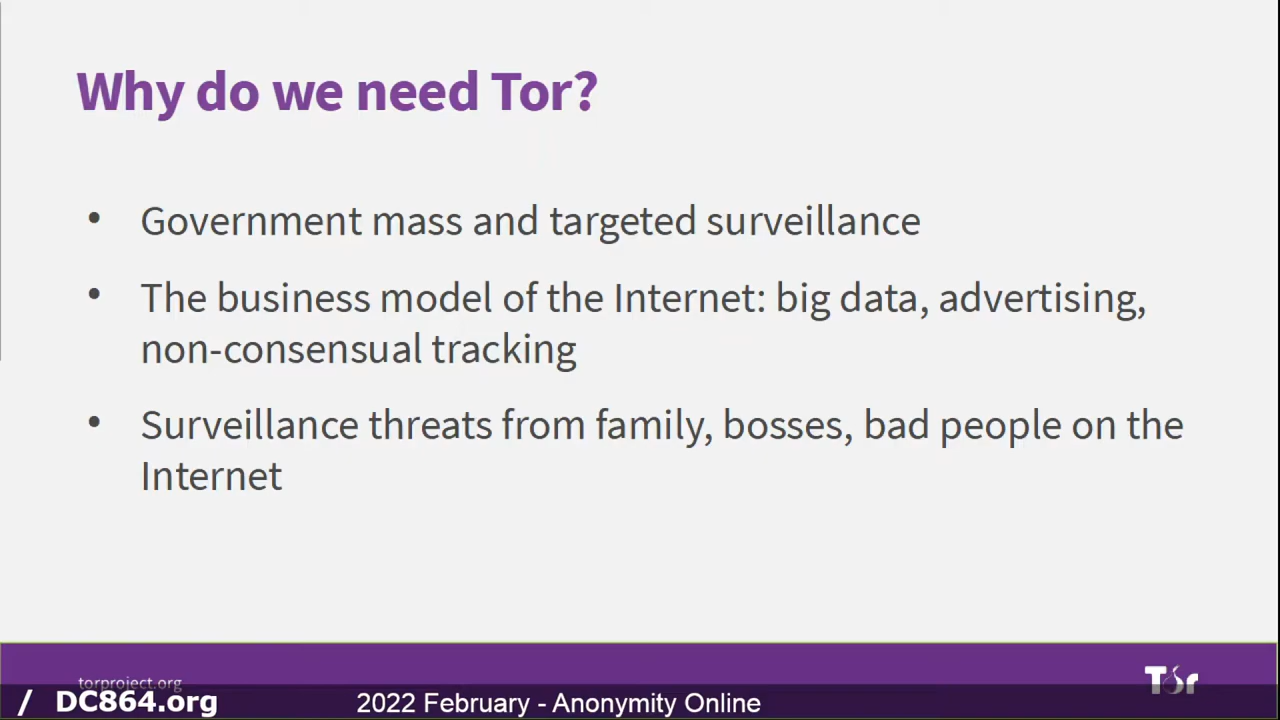 Why do we need Tor?
• Government mass and targeted surveillance
• The business model of the Internet: big data, advertising,
non-consensual tracking
• Surveillance threats from family, bosses, bad people on the
Internet
torproject.org
Tor
/ DC864.org
2022 February - Anonymity Online